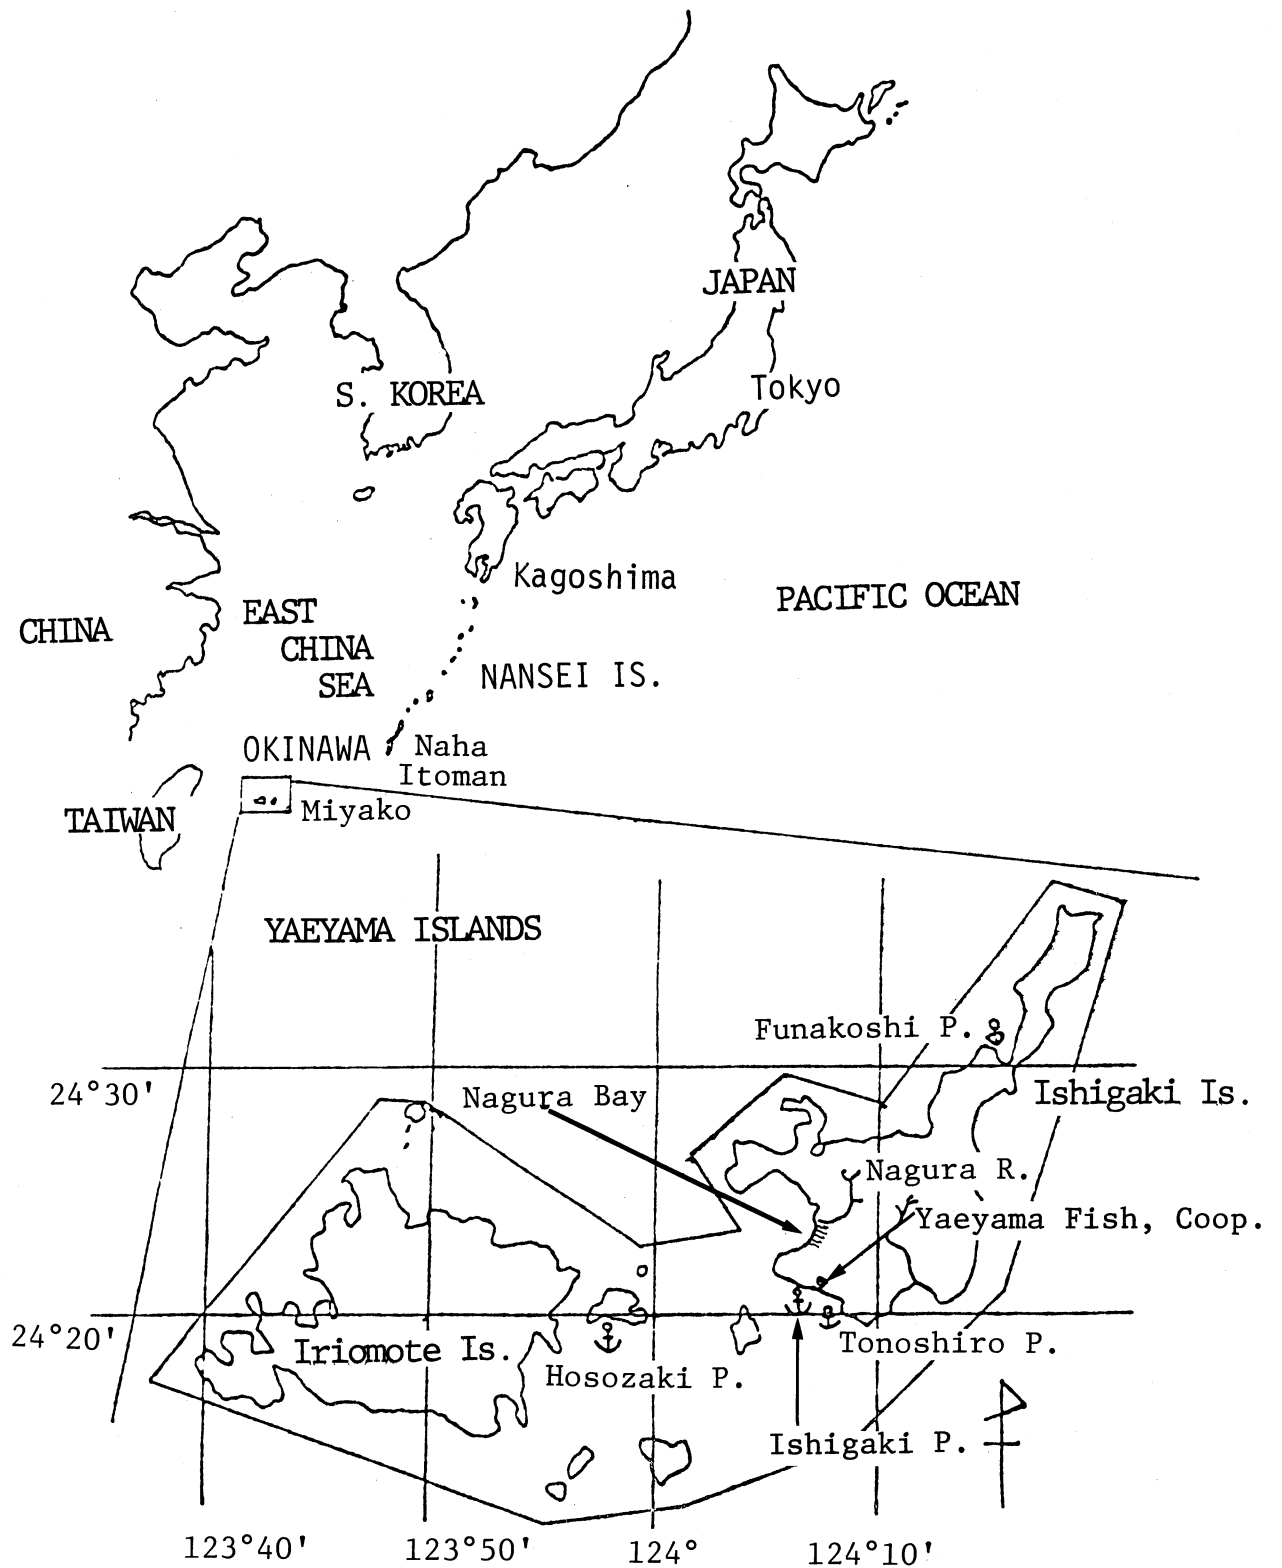 JAPAN
Tokyo
S. KOREA
Kagoshima
PACIFIC OCEAN
CHINA
EAST
CHINA
SEA
NANSEI IS.
OKINAWA
Naha
Itoman
TAIWAN
Miyako
YAEYAMA ISLANDS
Funakoshi P.
24°30'
Nagura Bay
Ishigaki Is.
Nagura R.
Yaeyama Fish, Coop.
24°20'
Iriomote Is.
Tonoshiro P.
Hosozaki P.
Ishigaki P.
123°40'
123°50'
124°
124°10'